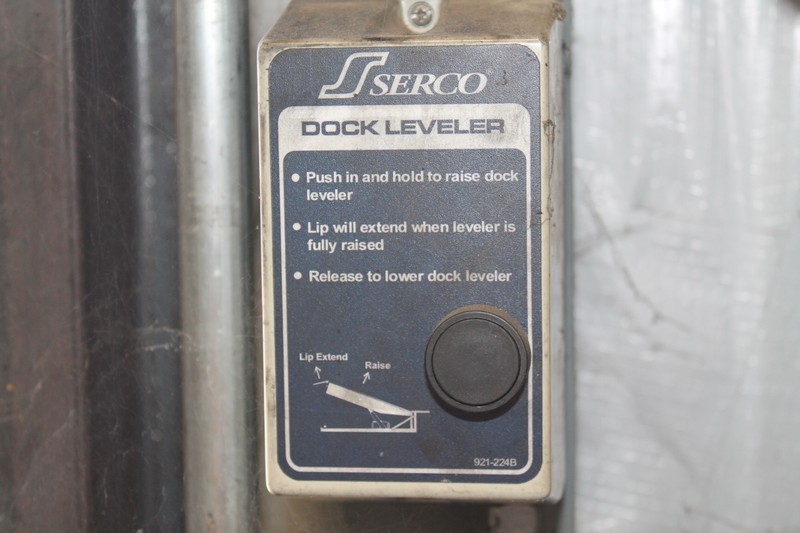 SERCO
DOCK LEVELER
• Push in and hold to raise dock
leveler
• Lip will extend when leveler is
fully raised
• Release to lower dock leveler
Lip Extend
Raise
921-224B